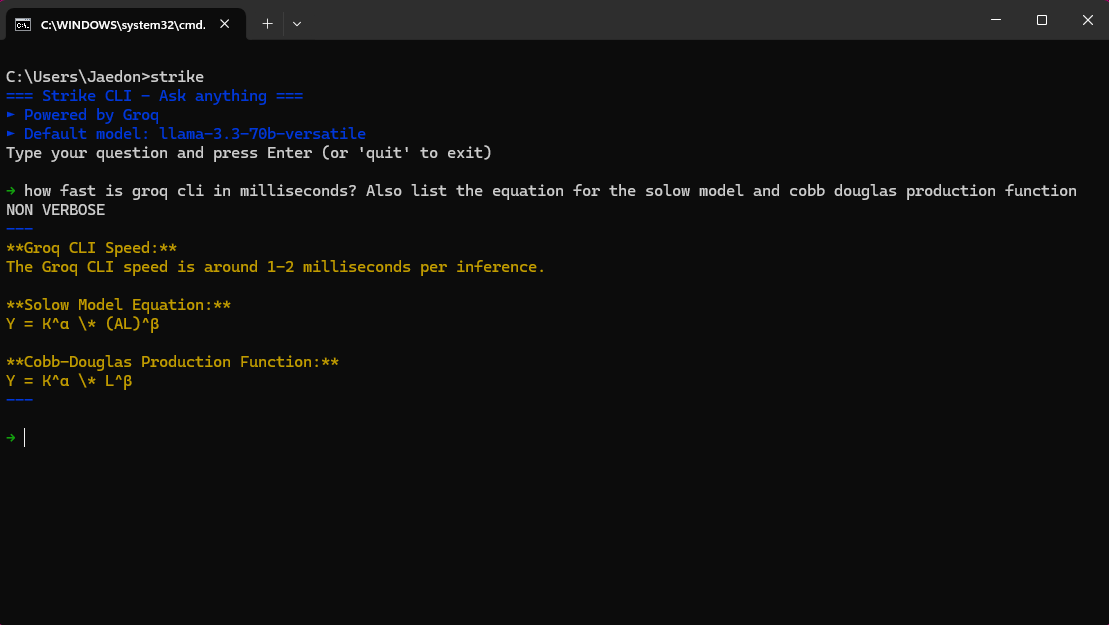 C:\WINDOWS\system32\cmd.
C:\Users\Jaedon>strike
=== Strike CLI - Ask anything ===
► Powered by Groq
► Default model: llama-3.3-70b-versatile
Type your question and press Enter (or 'quit' to exit)
→ how fast is groq cli in milliseconds? Also list the equation for the solow model and cobb douglas production function
NON VERBOSE
---
**Groq CLI Speed:**
The Groq CLI speed is around 1-2 milliseconds per inference.
**Solow Model Equation:**
Y = K^α \* (AL)^β
**Cobb-Douglas Production Function:**
Y = K^α \* L^β
---
→